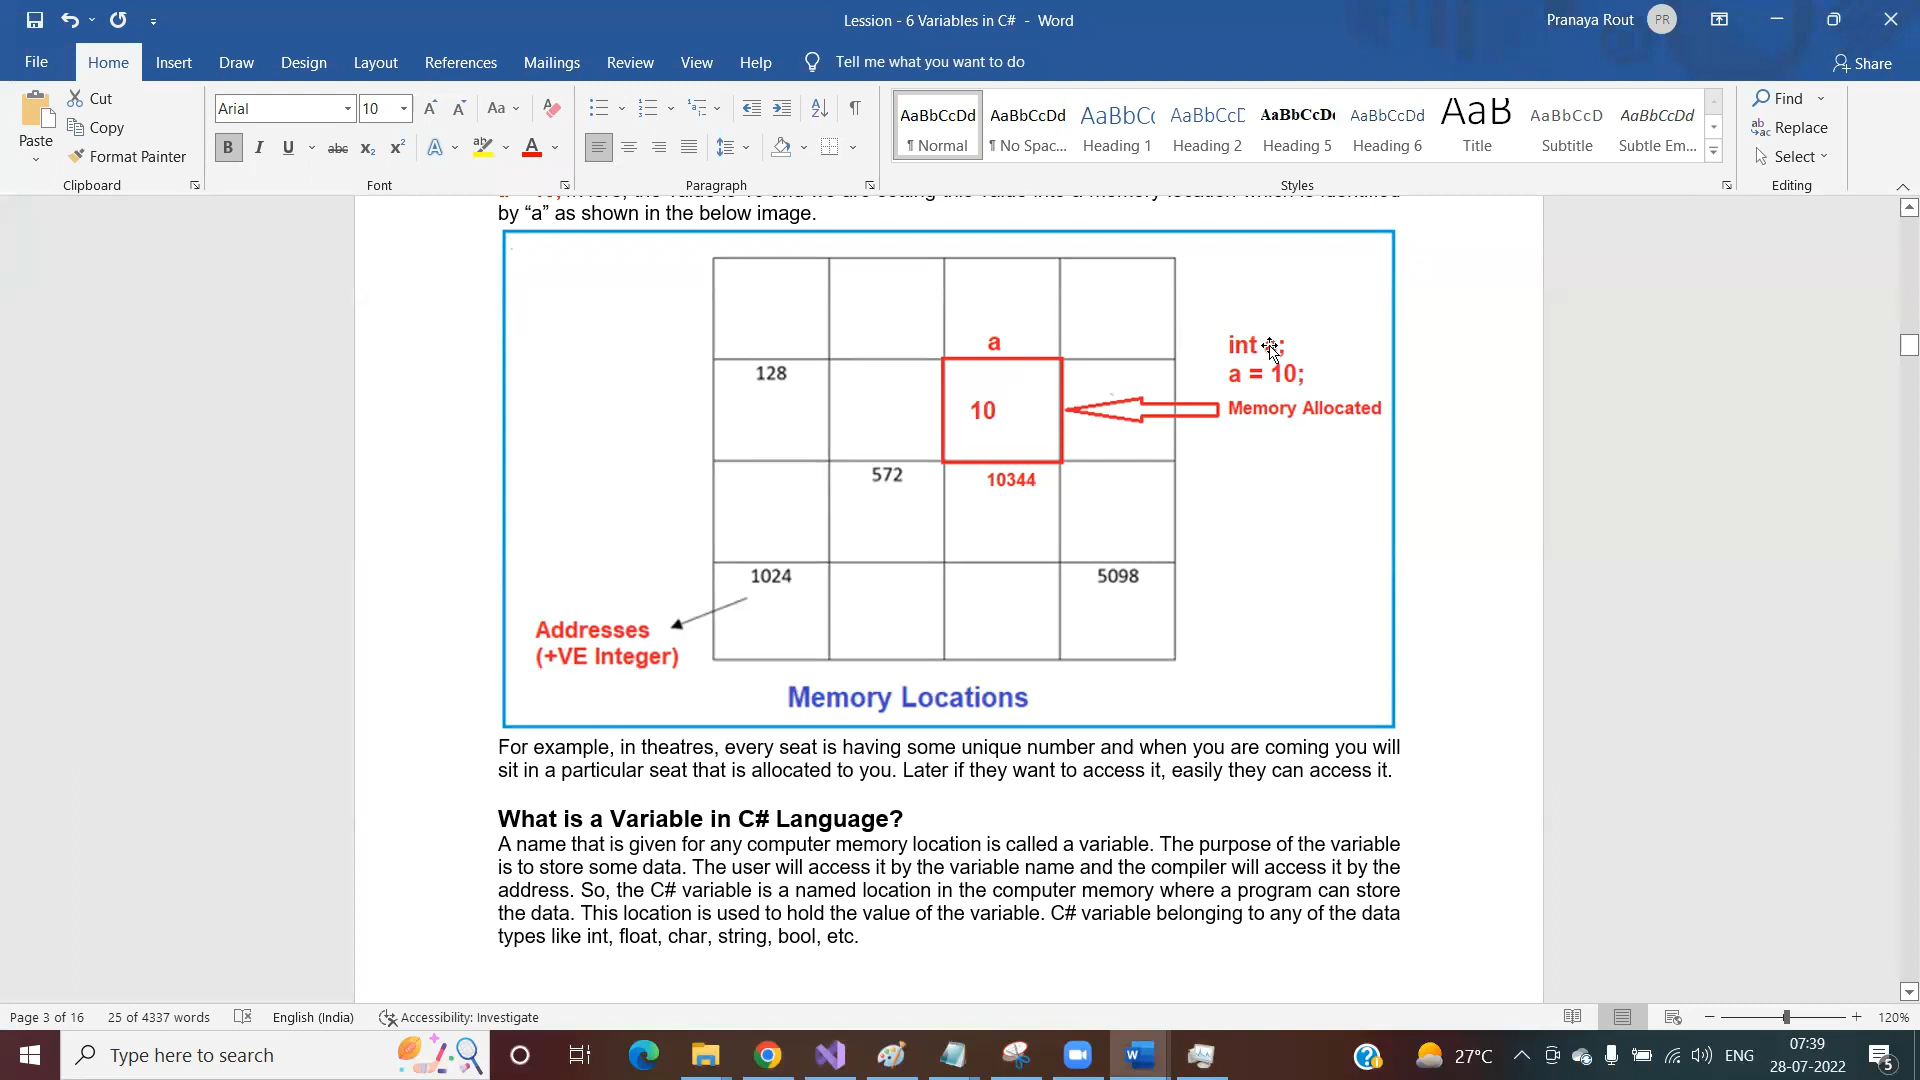 Lession - 6 Variables in C# - Word
Pranaya Rout PR
File Home Insert Draw Design Layout References Mailings Review View Help Tell me what you want to do Share
Paste
Cut
Copy
Format Painter
Clipboard
Arial 10
Font
Paragraph
AaBbCcDd AaBbCcDd AaBbCc AaBbCcD AaBbCcDc AaBbCcDd AaB AaBbCcD AaBbCcDd
¶ Normal ¶ No Spac... Heading 1 Heading 2 Heading 5 Heading 6 Title Subtitle Subtle Em...
Styles
Find
Replace
Select
Editing
by “a” as shown in the below image.
a
int
a = 10;
Memory Allocated
128
10
572
10344
1024
5098
Addresses
(+VE Integer)
Memory Locations
For example, in theatres, every seat is having some unique number and when you are coming you will
sit in a particular seat that is allocated to you. Later if they want to access it, easily they can access it.
What is a Variable in C# Language?
A name that is given for any computer memory location is called a variable. The purpose of the variable
is to store some data. The user will access it by the variable name and the compiler will access it by the
address. So, the C# variable is a named location in the computer memory where a program can store
the data. This location is used to hold the value of the variable. C# variable belonging to any of the data
types like int, float, char, string, bool, etc.
Page 3 of 16 25 of 4337 words English (India) Accessibility: Investigate 120%
Type here to search
27°C ENG
07:39
28-07-2022
5